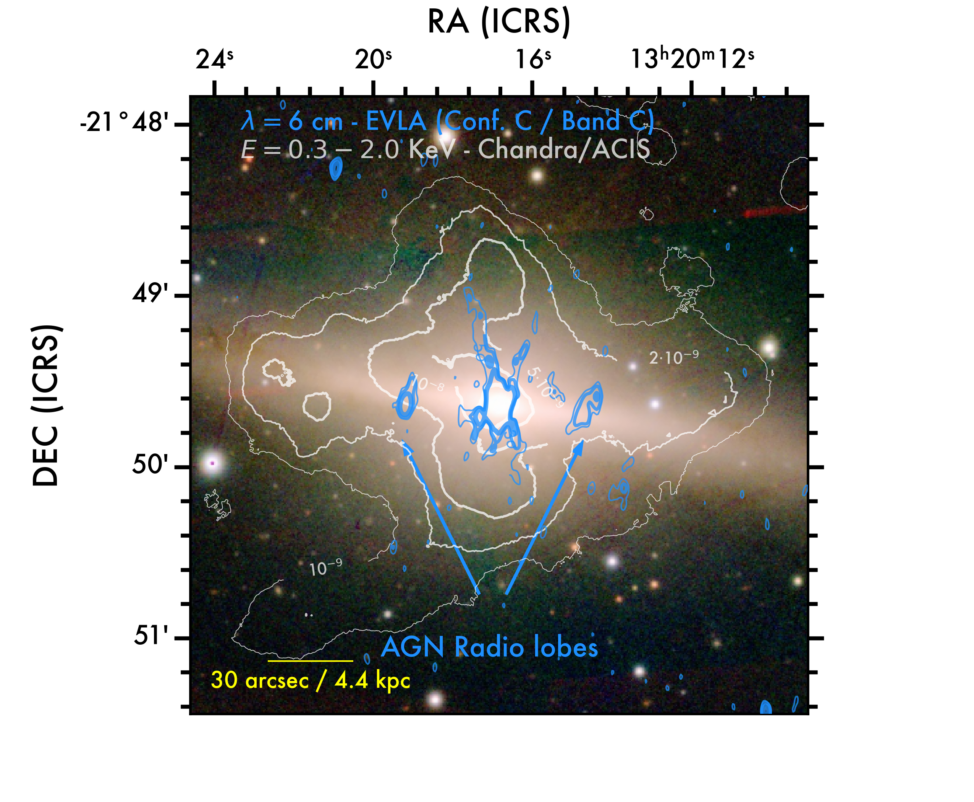 RA (ICRS)
24ˢ 20ˢ 16ˢ 13ʰ20ᵐ12ˢ
-21°48'
λ = 6 cm - EVLA (Conf. C / Band C)
E = 0.3 – 2.0 KeV - Chandra/ACIS
49'
2·10⁻⁹
DEC (ICRS)
50'
10⁻⁹
51'
AGN Radio lobes
30 arcsec / 4.4 kpc